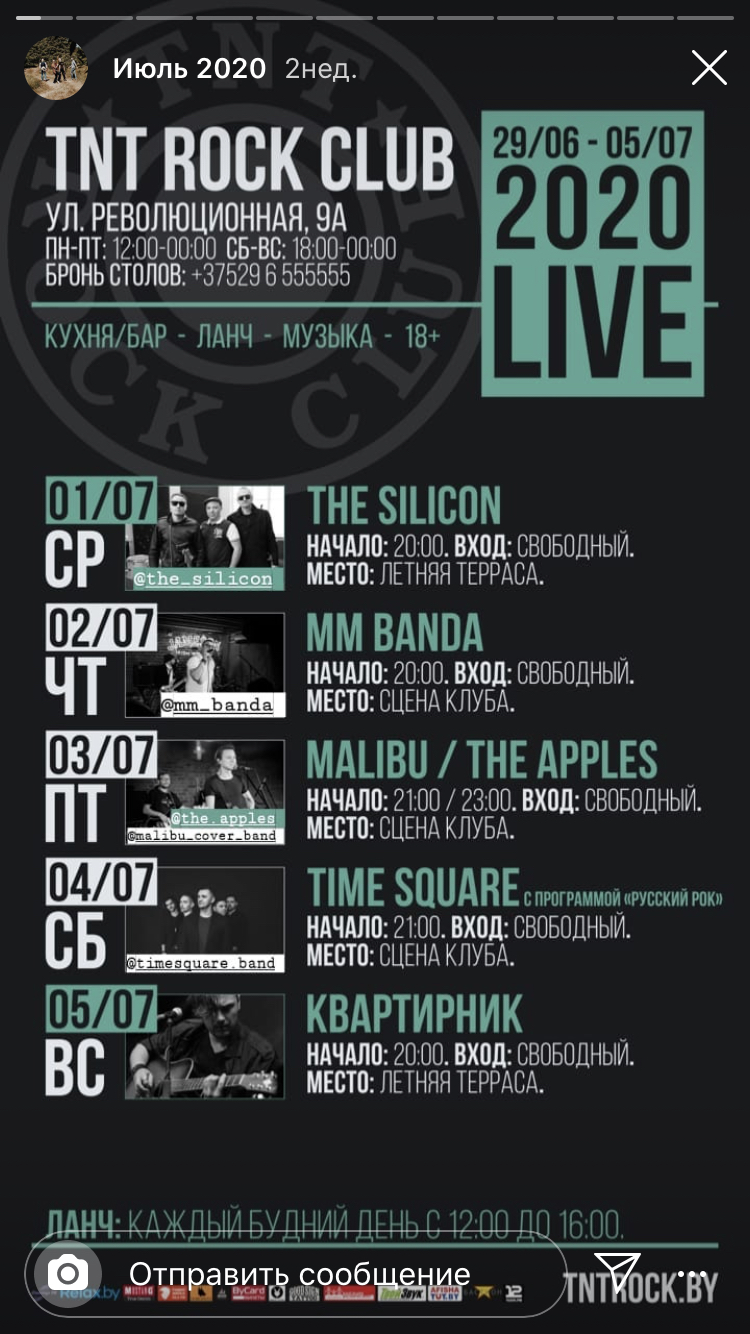 Июль 2020 2нед.
TNT ROCK CLUB
УЛ. РЕВОЛЮЦИОННАЯ, 9А
ПН-ПТ: 12:00-00:00 СБ-ВС: 18:00-00:00
БРОНЬ СТОЛОВ: +37529 6 555555
КУХНЯ/БАР - ЛАНЧ - МУЗЫКА - 18+
29/06 - 05/07
2020
LIVE
01/07
СР
@the_silicon
THE SILICON
НАЧАЛО: 20:00. ВХОД: СВОБОДНЫЙ.
МЕСТО: ЛЕТНЯЯ ТЕРРАСА.
02/07
ЧТ
@mm_banda
MM BANDA
НАЧАЛО: 20:00. ВХОД: СВОБОДНЫЙ.
МЕСТО: СЦЕНА КЛУБА.
03/07
ПТ
@the.apples
@malibu_cover_band
MALIBU / THE APPLES
НАЧАЛО: 21:00 / 23:00. ВХОД: СВОБОДНЫЙ.
МЕСТО: СЦЕНА КЛУБА.
04/07
СБ
@timesquare.band
TIME SQUARE С ПРОГРАММОЙ «РУССКИЙ РОК»
НАЧАЛО: 21:00. ВХОД: СВОБОДНЫЙ.
МЕСТО: СЦЕНА КЛУБА.
05/07
ВС
КВАРТИРНИК
НАЧАЛО: 20:00. ВХОД: СВОБОДНЫЙ.
МЕСТО: ЛЕТНЯЯ ТЕРРАСА.
ЛАНЧ: КАЖДЫЙ БУДНИЙ ДЕНЬ С 12:00 ДО 16:00.
Отправить сообщение
Relax.by
ByCard
АФИША TUT.BY
TNTROCK.BY